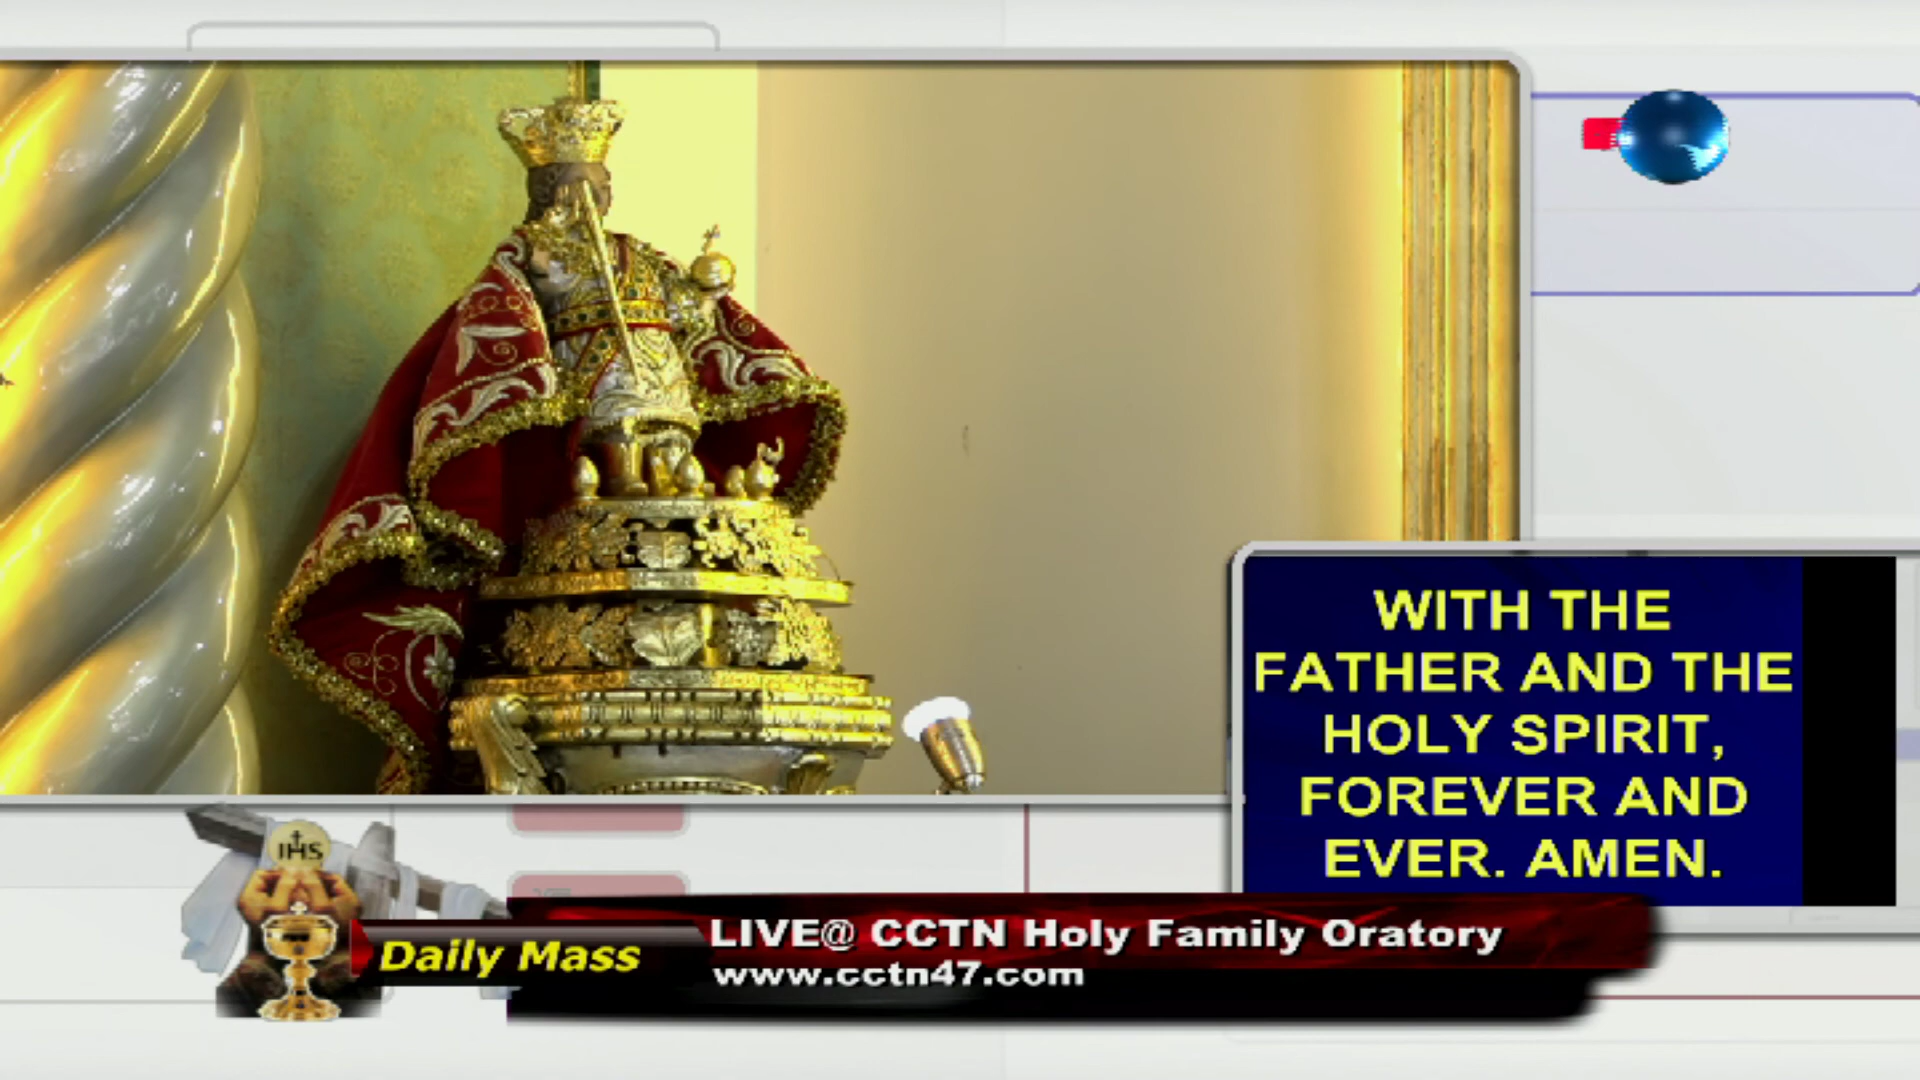 WITH THE
FATHER AND THE
HOLY SPIRIT,
FOREVER AND
EVER. AMEN.
IHS
Daily Mass
LIVE@ CCTN Holy Family Oratory
www.cctn47.com